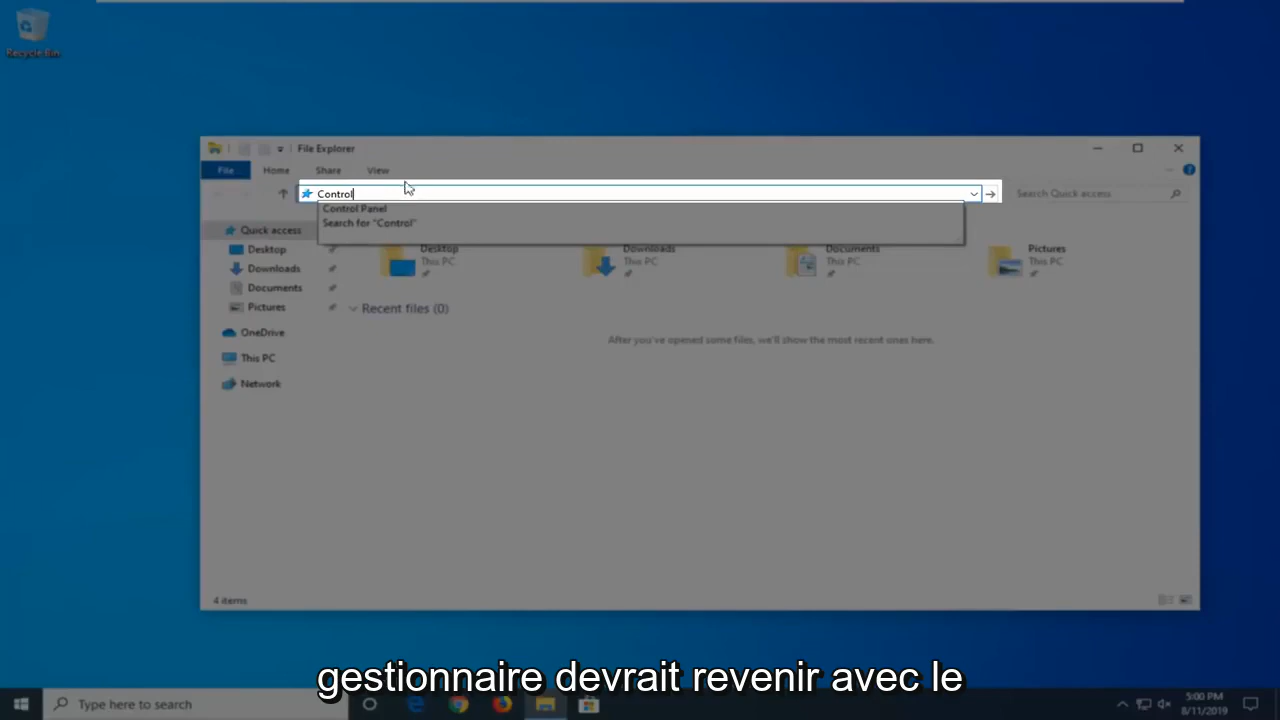 Recycle Bin
File Explorer
File Home Share View
Control
Search Quick access
Control Panel
Search for "Control"
Quick access
Desktop
Downloads
Documents
Pictures
OneDrive
This PC
Network
Desktop
This PC
Downloads
This PC
Documents
This PC
Pictures
This PC
Recent files (0)
After you've opened some files, we'll show the most recent ones here.
4 items
gestionnaire devrait revenir avec le
Type here to search
5:00 PM
8/11/2019